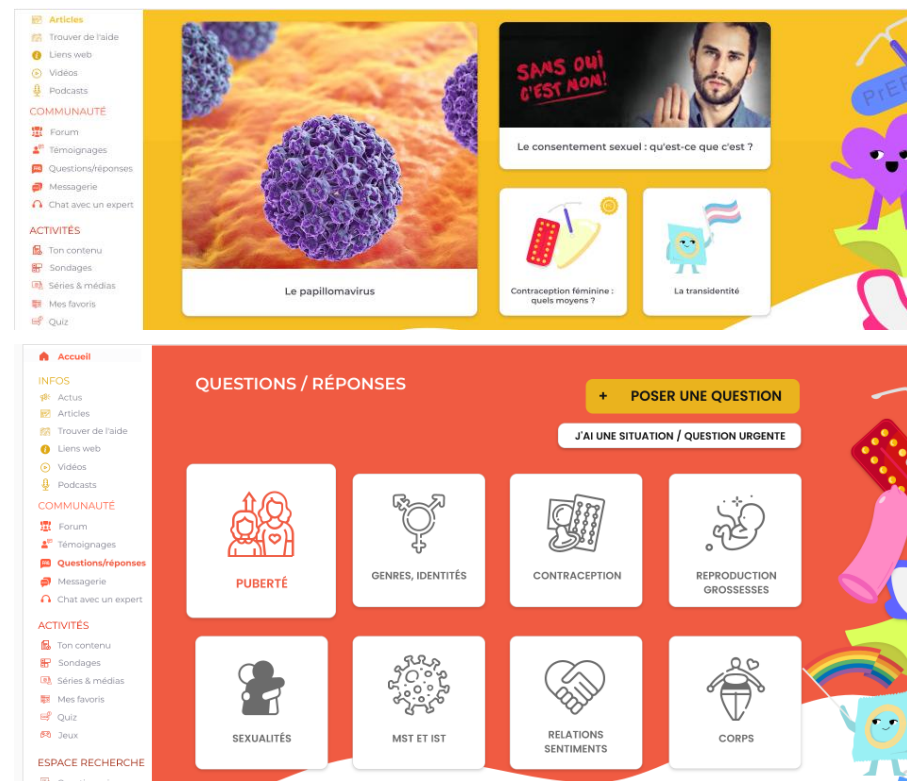 Articles
Trouver de l'aide
Liens web
Vidéos
Podcasts
COMMUNAUTÉ
Forum
Témoignages
Questions/réponses
Messagerie
Chat avec un expert
ACTIVITÉS
Ton contenu
Sondages
Séries & médias
Mes favoris
Quiz
Le papillomavirus
SANS OUI
C'EST NON!
Le consentement sexuel : qu'est-ce que c'est ?
Contraception féminine :
quels moyens ?
La transidentité
PrEP
Accueil
INFOS
Actus
Articles
Trouver de l'aide
Liens web
Vidéos
Podcasts
COMMUNAUTÉ
Forum
Témoignages
Questions/réponses
Messagerie
Chat avec un expert
ACTIVITÉS
Ton contenu
Sondages
Séries & médias
Mes favoris
Quiz
Jeux
ESPACE RECHERCHE
QUESTIONS / RÉPONSES
+ POSER UNE QUESTION
J'AI UNE SITUATION / QUESTION URGENTE
PUBERTÉ
GENRES, IDENTITÉS
CONTRACEPTION
REPRODUCTION
GROSSESSES
SEXUALITÉS
MST ET IST
RELATIONS
SENTIMENTS
CORPS